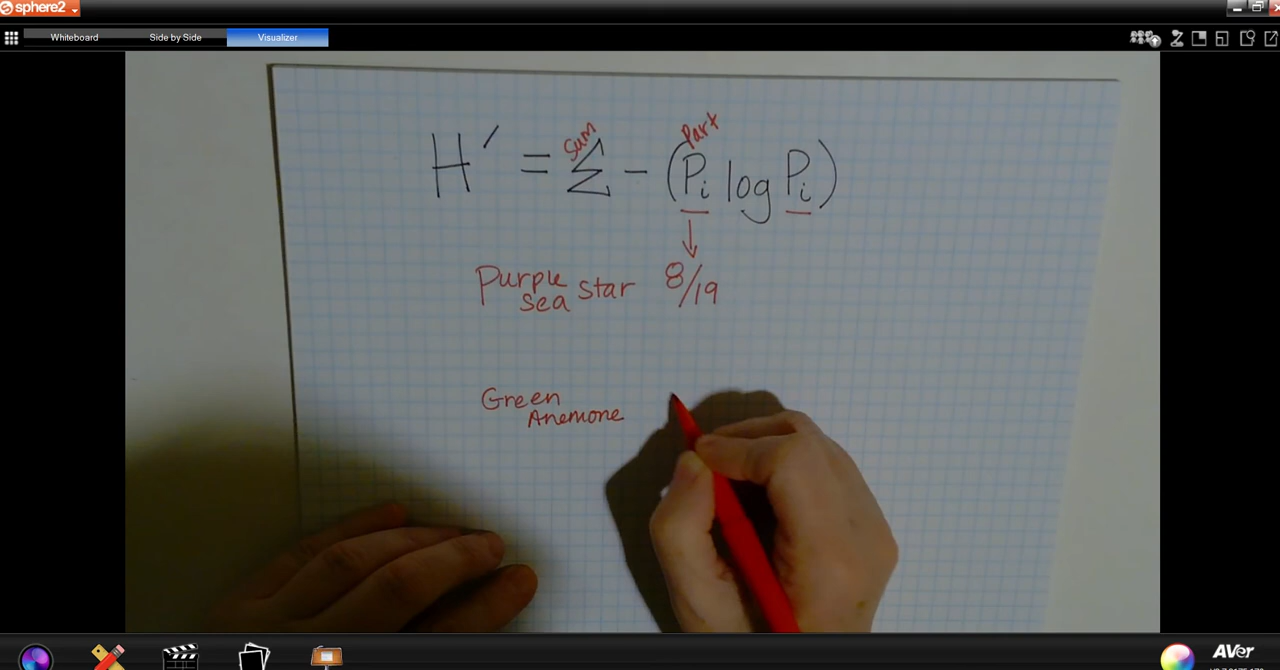 sphere2
Whiteboard Side by Side Visualizer
Sum Part
H' = Σ - (Pi log Pi)
Purple
sea star 8/19
Green
Anemone
AVer